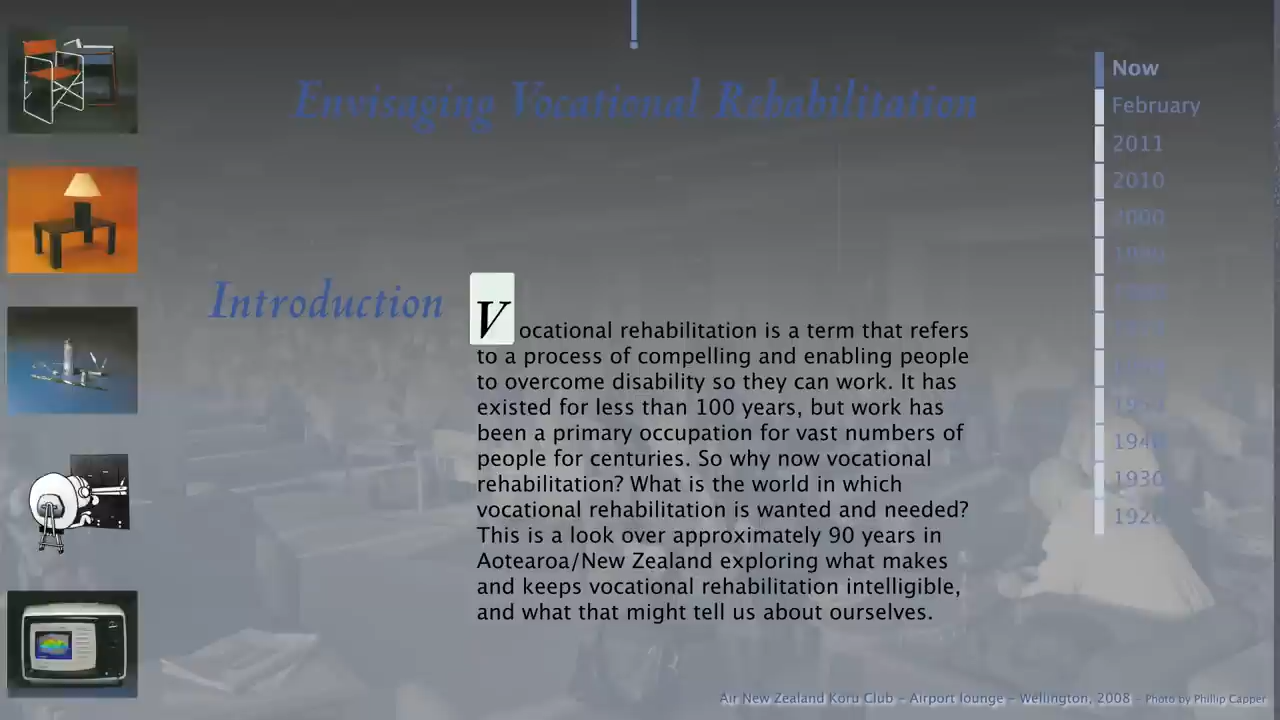 Envisaging Vocational Rehabilitation
Now
February
2011
2010
2000
1990
1970
1940
1930
1920
Introduction
Vocational rehabilitation is a term that refers
to a process of compelling and enabling people
to overcome disability so they can work. It has
existed for less than 100 years, but work has
been a primary occupation for vast numbers of
people for centuries. So why now vocational
rehabilitation? What is the world in which
vocational rehabilitation is wanted and needed?
This is a look over approximately 90 years in
Aotearoa/New Zealand exploring what makes
and keeps vocational rehabilitation intelligible,
and what that might tell us about ourselves.
Air New Zealand Koru Club - Airport lounge - Wellington, 2008 - Photo by Phillip Capper